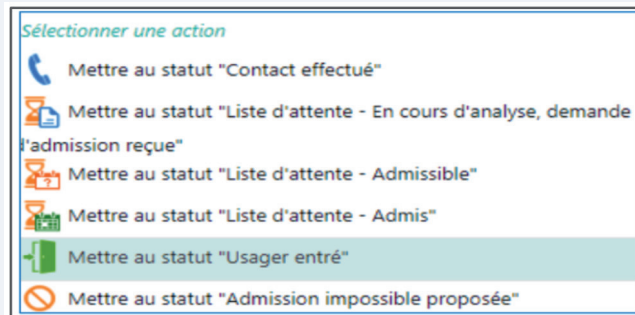 Sélectionner une action
Mettre au statut "Contact effectué"
Mettre au statut "Liste d'attente - En cours d'analyse, demande
d'admission reçue"
Mettre au statut "Liste d'attente - Admissible"
Mettre au statut "Liste d'attente - Admis"
Mettre au statut "Usager entré"
Mettre au statut "Admission impossible proposée"